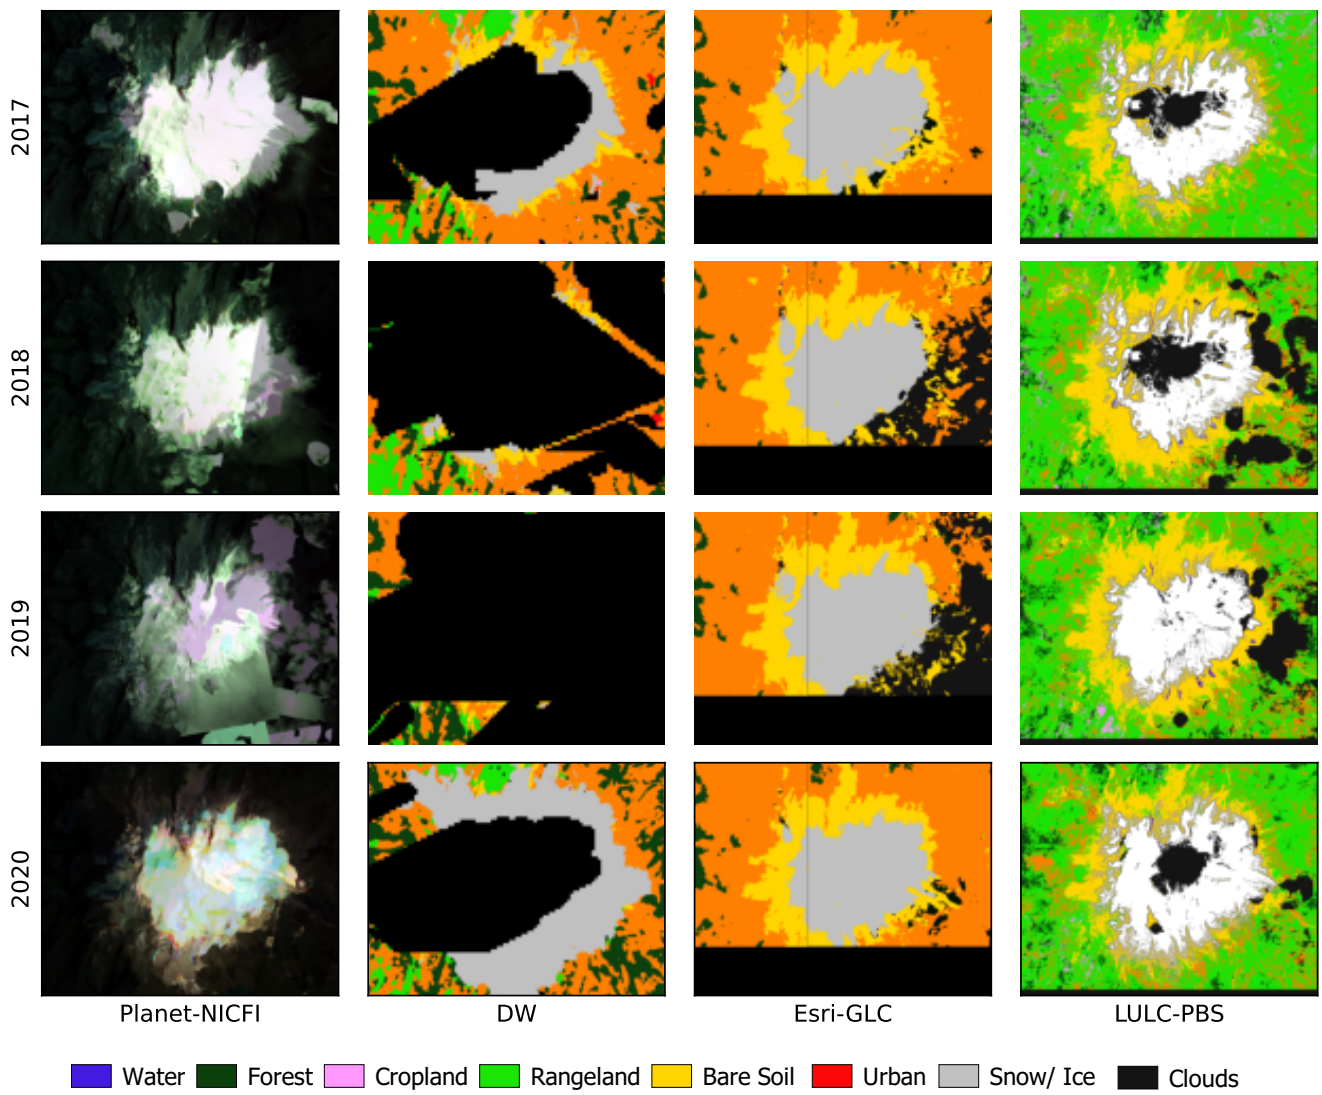 2017
2018
2019
2020
Planet-NICFI DW Esri-GLC LULC-PBS
Water Forest Cropland Rangeland Bare Soil Urban Snow/ Ice Clouds